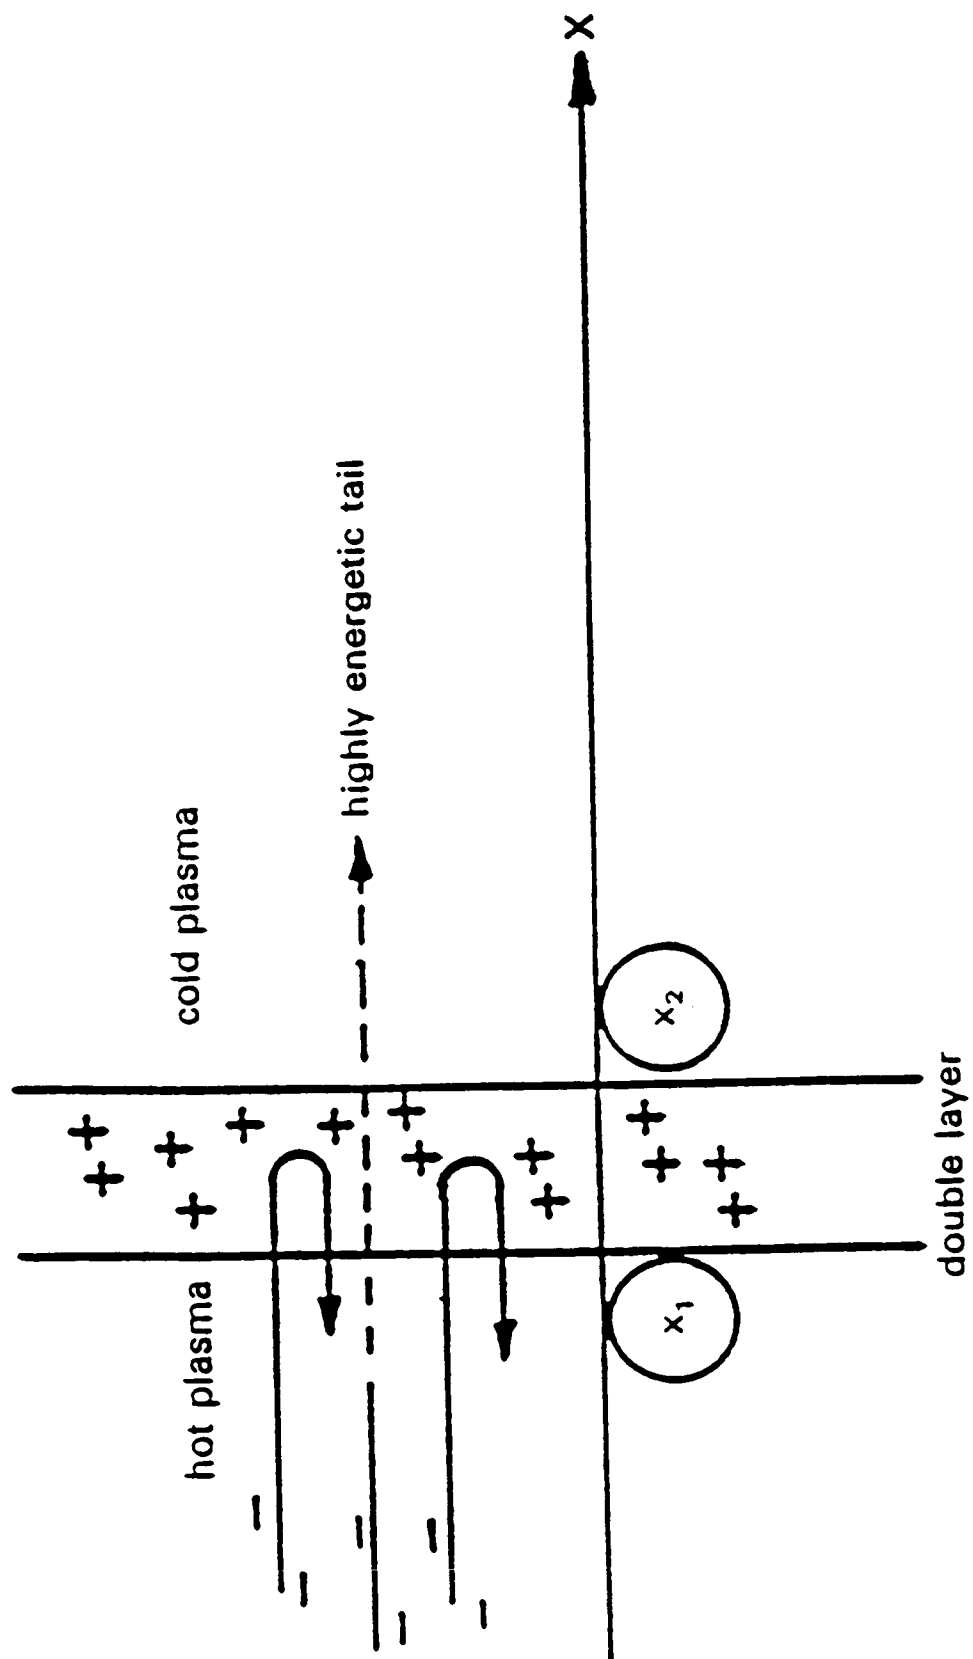 hot plasma
cold plasma
highly energetic tail
X
x₁
x₂
double layer